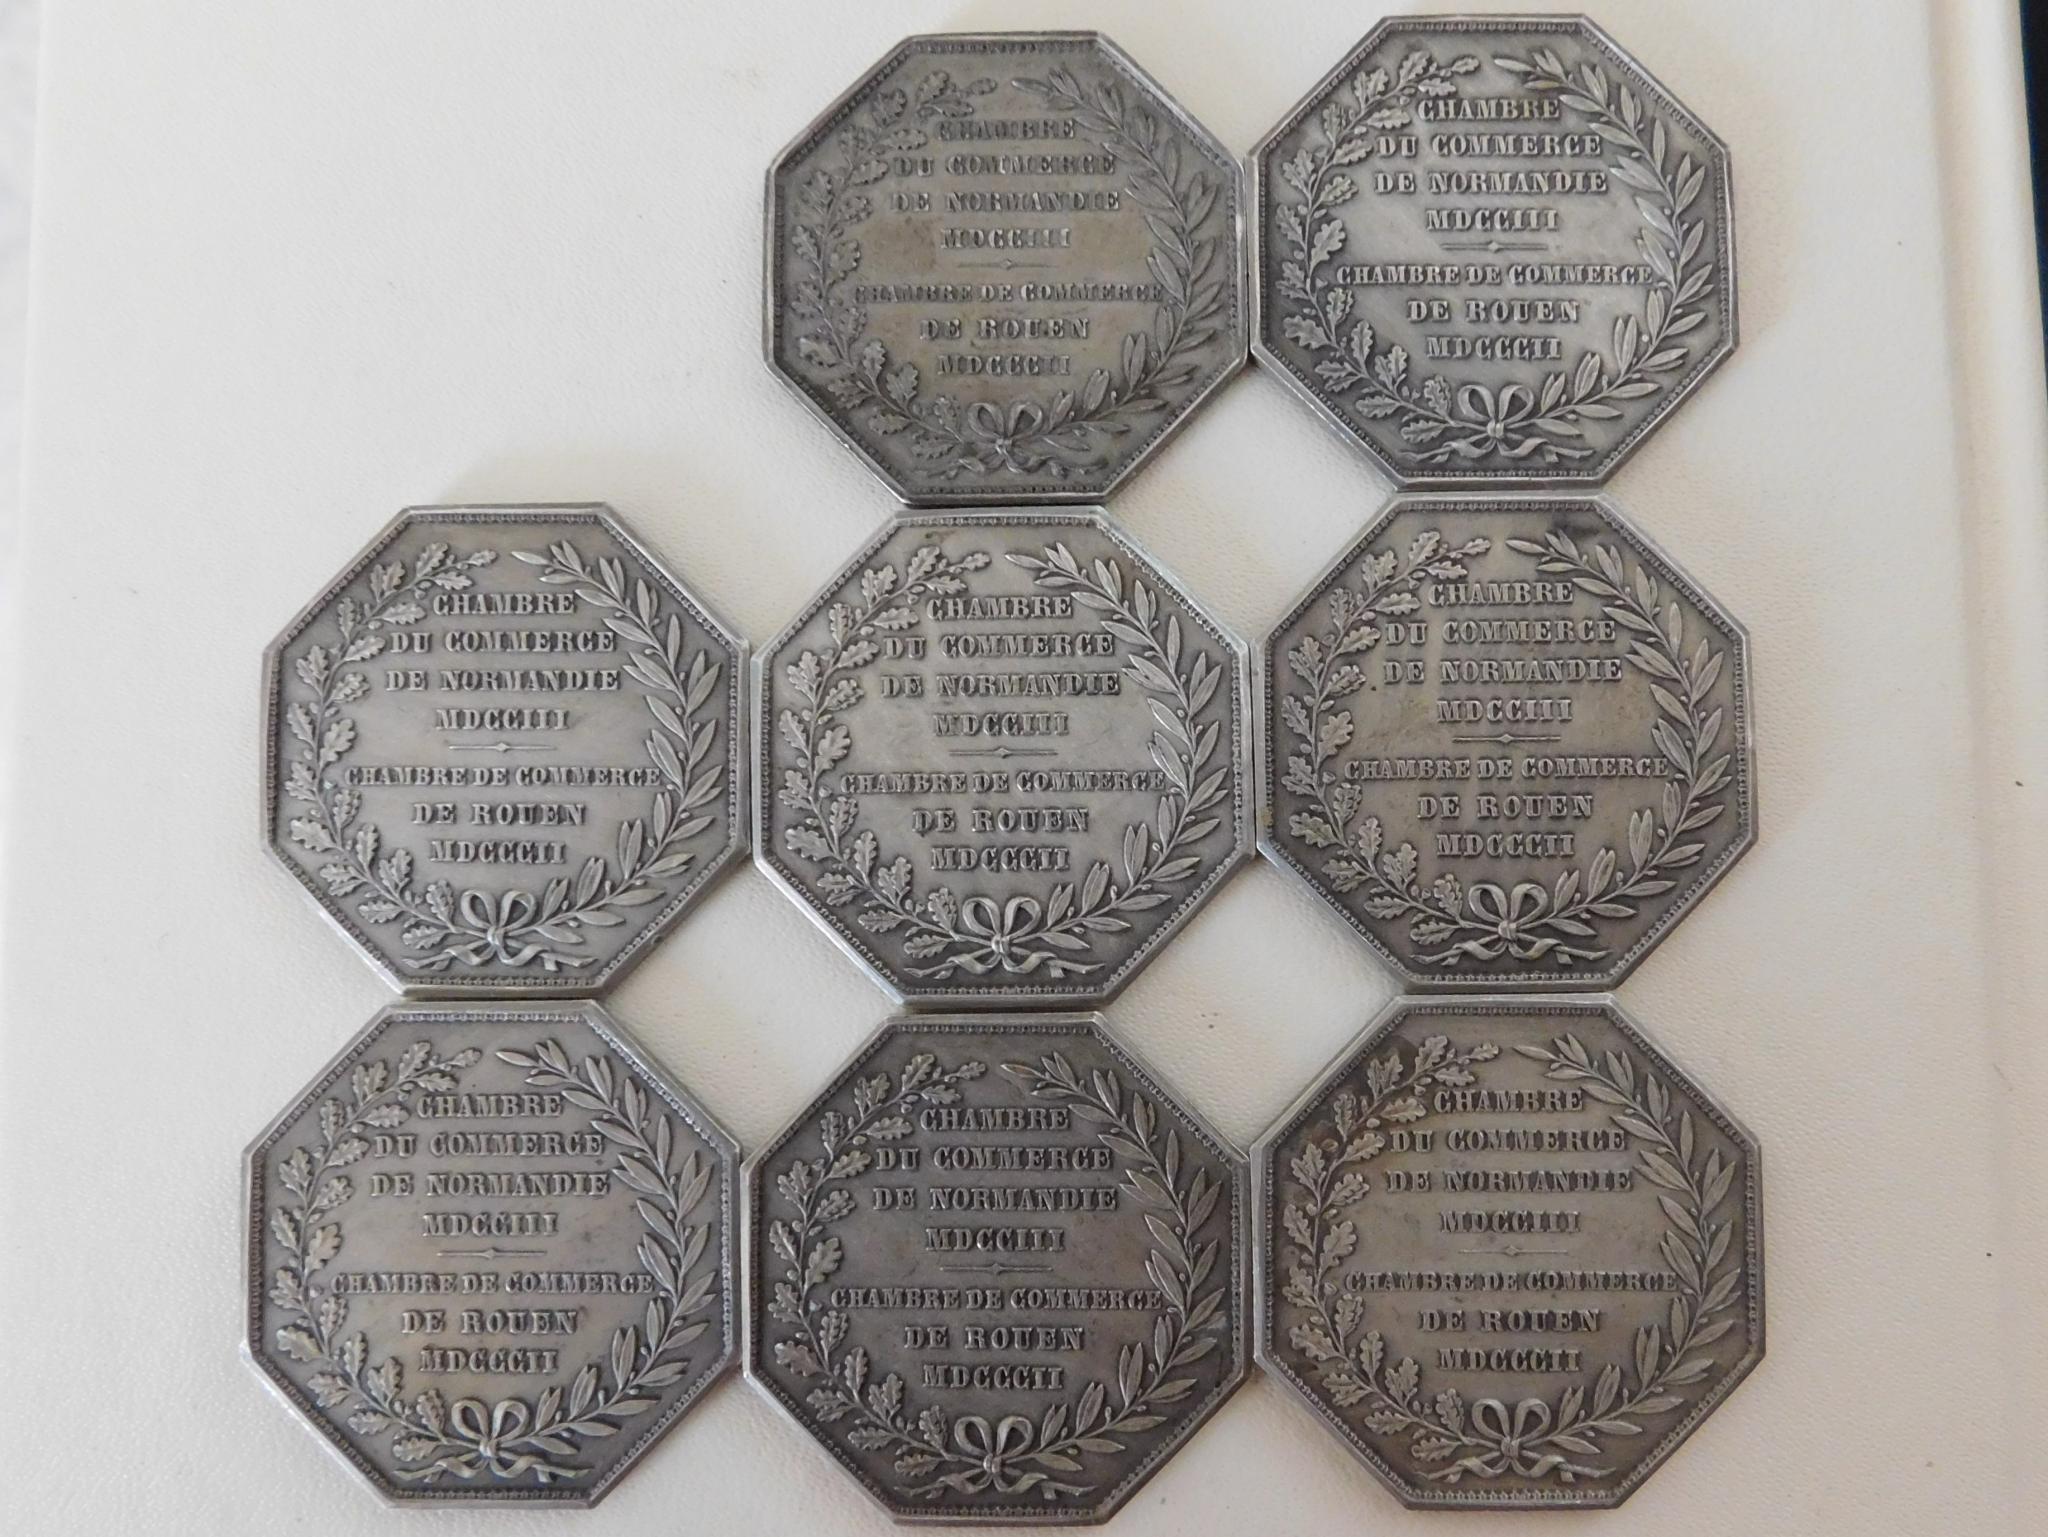 CHAMBRE
DU COMMERCE
DE NORMANDIE
MDCCIII
CHAMBRE DE COMMERCE
DE ROUEN
MDCCCII
CHAMBRE
DU COMMERCE
DE NORMANDIE
MDCCIII
CHAMBRE DE COMMERCE
DE ROUEN
MDCCCII
CHAMBRE
DU COMMERCE
DE NORMANDIE
MDCCIII
CHAMBRE DE COMMERCE
DE ROUEN
MDCCCII
CHAMBRE
DU COMMERCE
DE NORMANDIE
MDCCIII
CHAMBRE DE COMMERCE
DE ROUEN
MDCCCII
CHAMBRE
DU COMMERCE
DE NORMANDIE
MDCCIII
CHAMBRE DE COMMERCE
DE ROUEN
MDCCCII
CHAMBRE
DU COMMERCE
DE NORMANDIE
MDCCIII
CHAMBRE DE COMMERCE
DE ROUEN
MDCCCII
CHAMBRE
DU COMMERCE
DE NORMANDIE
MDCCIII
CHAMBRE DE COMMERCE
DE ROUEN
MDCCCII
CHAMBRE
DU COMMERCE
DE NORMANDIE
MDCCIII
CHAMBRE DE COMMERCE
DE ROUEN
MDCCCII